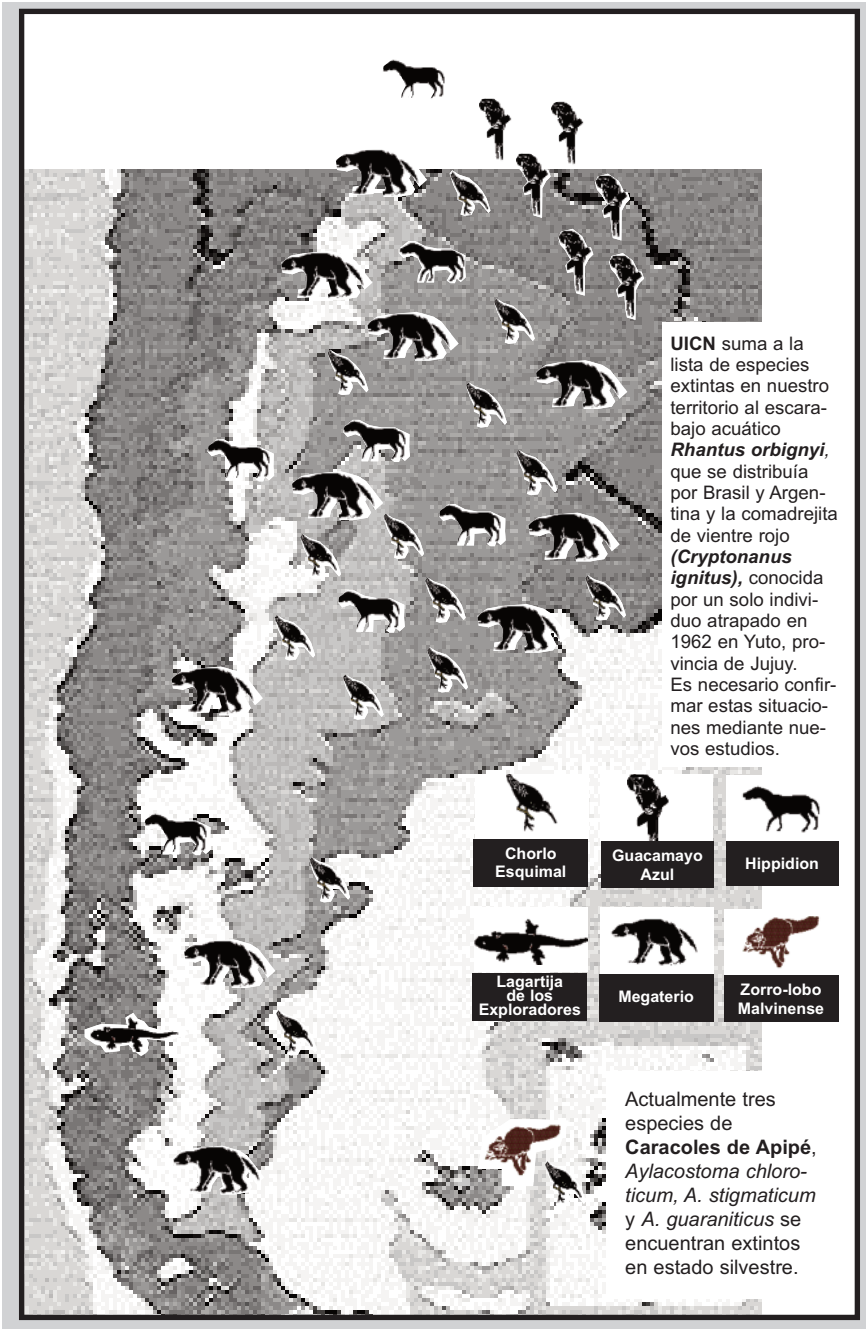 UICN suma a la
lista de especies
extintas en nuestro
territorio al escara-
bajo acuático
Rhantus orbignyi,
que se distribuía
por Brasil y Argen-
tina y la comadrejita
de vientre rojo
(Cryptonanus
ignitus), conocida
por un solo indivi-
duo atrapado en
1962 en Yuto, pro-
vincia de Jujuy.
Es necesario confir-
mar estas situacio-
nes mediante nue-
vos estudios.
Chorlo
Esquimal
Guacamayo
Azul
Hippidion
Lagartija
de los
Exploradores
Megaterio
Zorro-lobo
Malvinense
Actualmente tres
especies de
Caracoles de Apipé,
Aylacostoma chloro-
ticum, A. stigmaticum
y A. guaraniticus se
encuentran extintos
en estado silvestre.